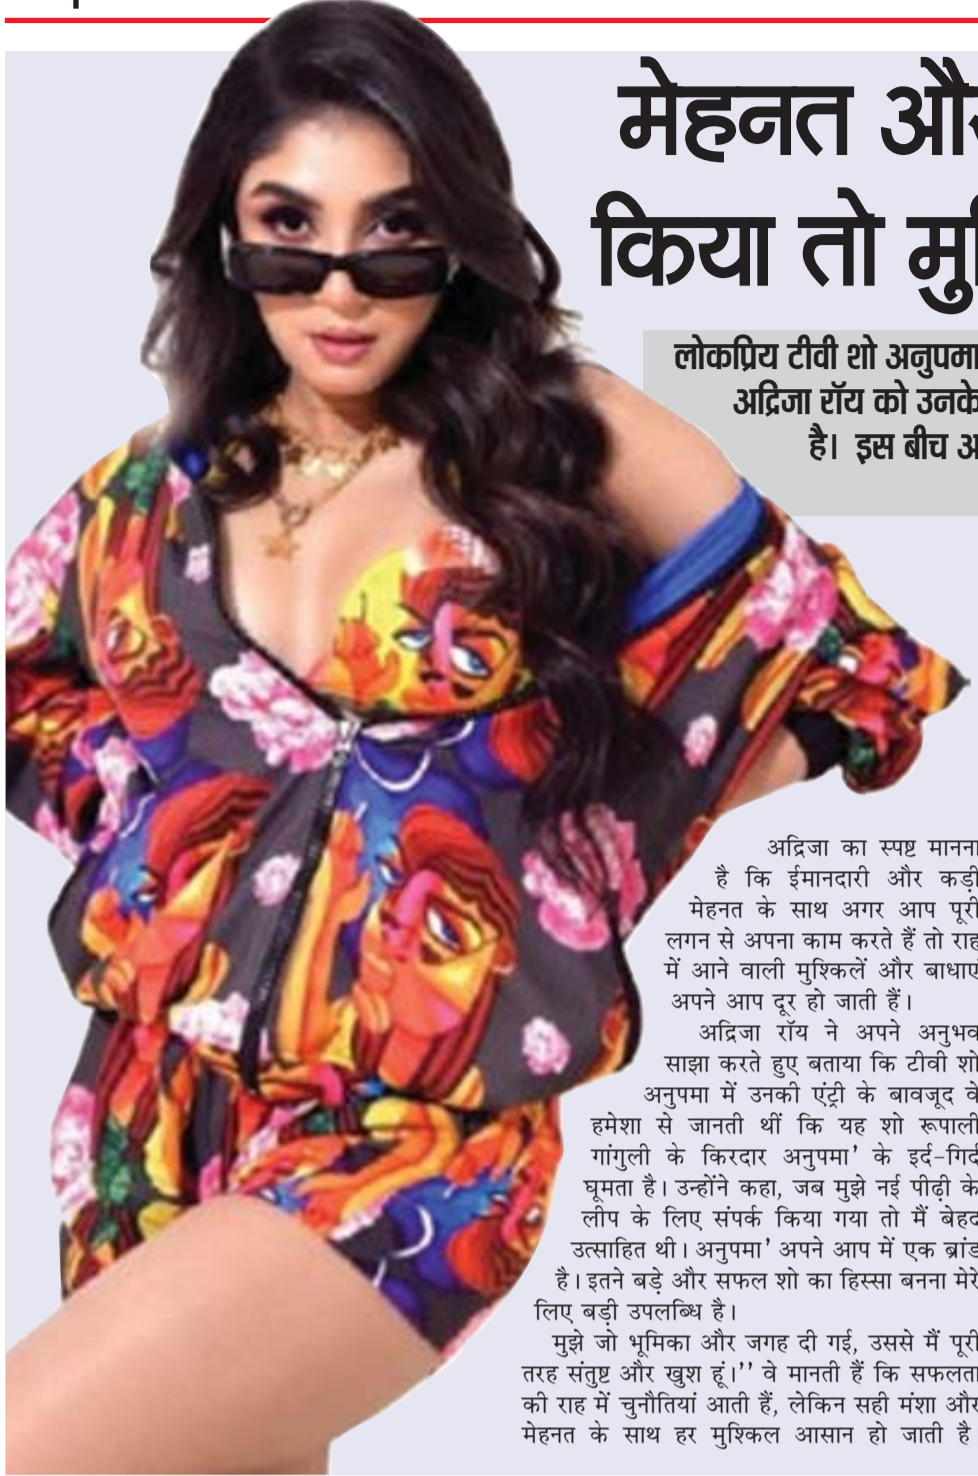 मेहनत और
किया तो मु
लोकप्रिय टीवी शो अनुपमा
अद्रिजा रॉय को उनके
है। इस बीच अ
अद्रिजा का स्पष्ट मानना
है कि ईमानदारी और कड़ी
मेहनत के साथ अगर आप पूरी
लगन से अपना काम करते हैं तो राह
में आने वाली मुश्किलें और बाधाएं
अपने आप दूर हो जाती हैं।
अद्रिजा रॉय ने अपने अनुभव
साझा करते हुए बताया कि टीवी शो
अनुपमा में उनकी एंट्री के बावजूद वे
हमेशा से जानती थीं कि यह शो रूपाली
गांगुली के किरदार अनुपमा' के इर्द-गिर्द
घूमता है। उन्होंने कहा, जब मुझे नई पीढ़ी के
लीप के लिए संपर्क किया गया तो मैं बेहद
उत्साहित थी। अनुपमा' अपने आप में एक ब्रांड
है। इतने बड़े और सफल शो का हिस्सा बनना मेरे
लिए बड़ी उपलब्धि है।
मुझे जो भूमिका और जगह दी गई, उससे मैं पूरी
तरह संतुष्ट और खुश हूं।'' वे मानती हैं कि सफलता
की राह में चुनौतियां आती हैं, लेकिन सही मंशा और
मेहनत के साथ हर मुश्किल आसान हो जाती है